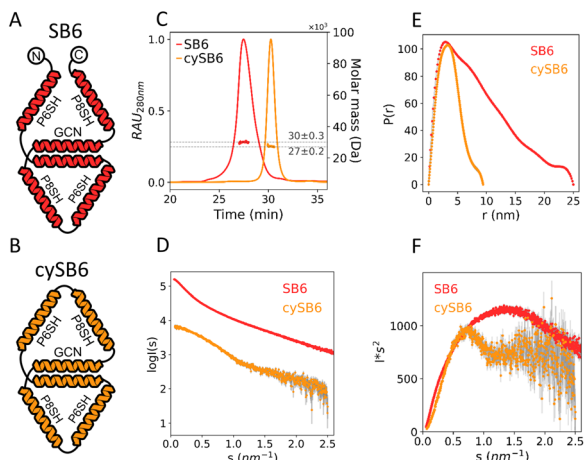 A
SB6
N
C
P6SH
P8SH
GCN
P8SH
P6SH
B
cySB6
P6SH
P8SH
GCN
P8SH
P6SH
C
×10³
SB6
cySB6
1.0
0.5
0.0
RAU280nm
100
80
60
40
20
Molar mass (Da)
30±0.3
27±0.2
20 25 30 35
Time (min)
D
SB6
cySB6
5
4
3
2
1
logI(s)
0.0 0.5 1.0 1.5 2.0 2.5
s (nm⁻¹)
E
SB6
cySB6
100
80
60
40
20
0
P(r)
0 5 10 15 20 25
r (nm)
F
SB6
cySB6
1000
500
0
I*s²
0.0 0.5 1.0 1.5 2.0 2.5
s (nm⁻¹)